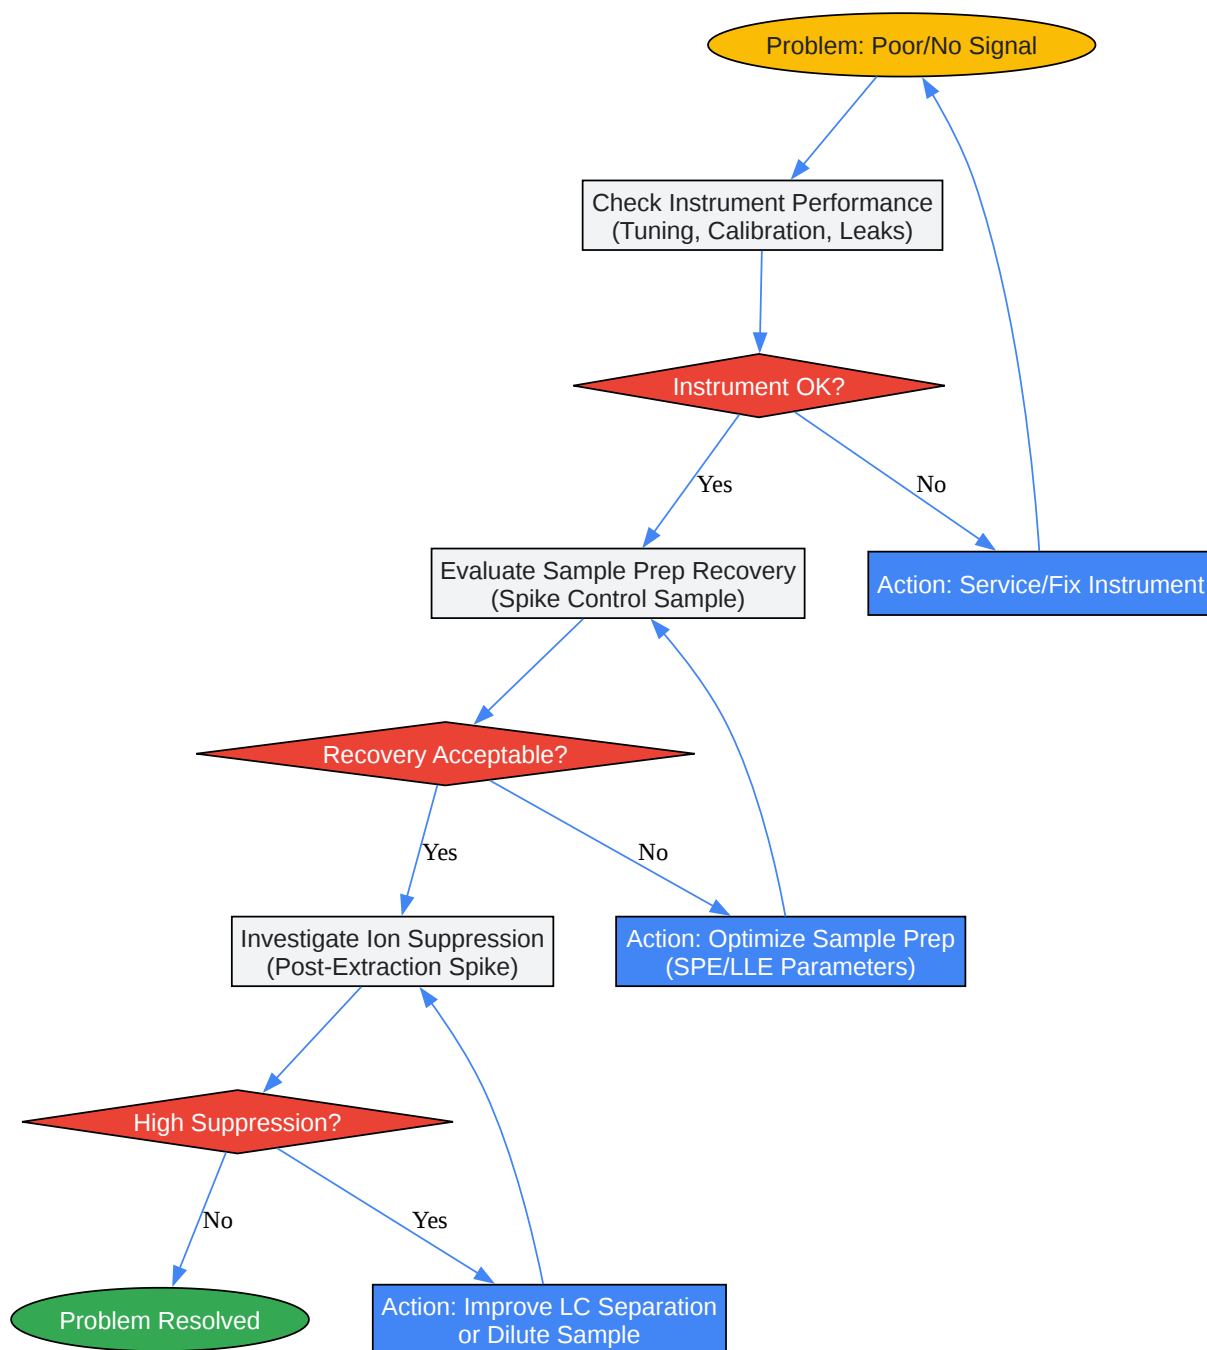 Problem: Poor/No Signal
Check Instrument Performance
(Tuning, Calibration, Leaks)
Instrument OK?
Yes
No
Evaluate Sample Prep Recovery
(Spike Control Sample)
Action: Service/Fix Instrument
Recovery Acceptable?
Yes
No
Investigate Ion Suppression
(Post-Extraction Spike)
Action: Optimize Sample Prep
(SPE/LLE Parameters)
High Suppression?
No
Yes
Problem Resolved
Action: Improve LC Separation
or Dilute Sample